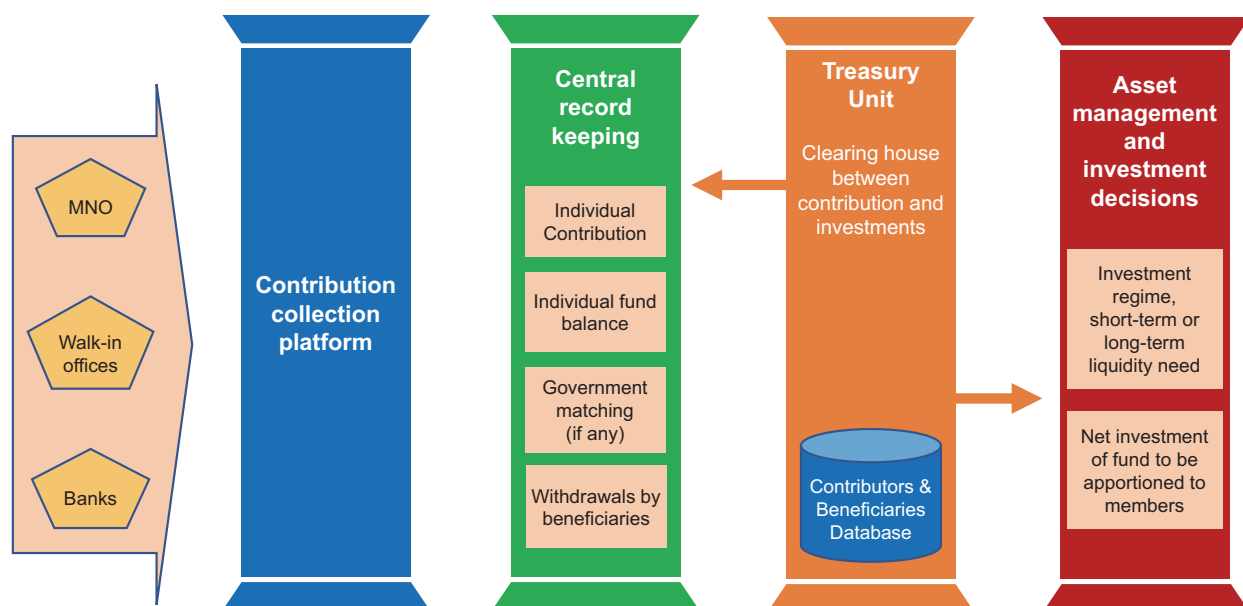 MNO
Walk-in
offices
Banks
Contribution
collection
platform
Central
record
keeping
Individual
Contribution
Individual fund
balance
Government
matching
(if any)
Withdrawals by
beneficiaries
Treasury
Unit
Clearing house
between
contribution and
investments
Contributors &
Beneficiaries
Database
Asset
management
and
investment
decisions
Investment
regime,
short-term or
long-term
liquidity need
Net investment
of fund to be
apportioned to
members